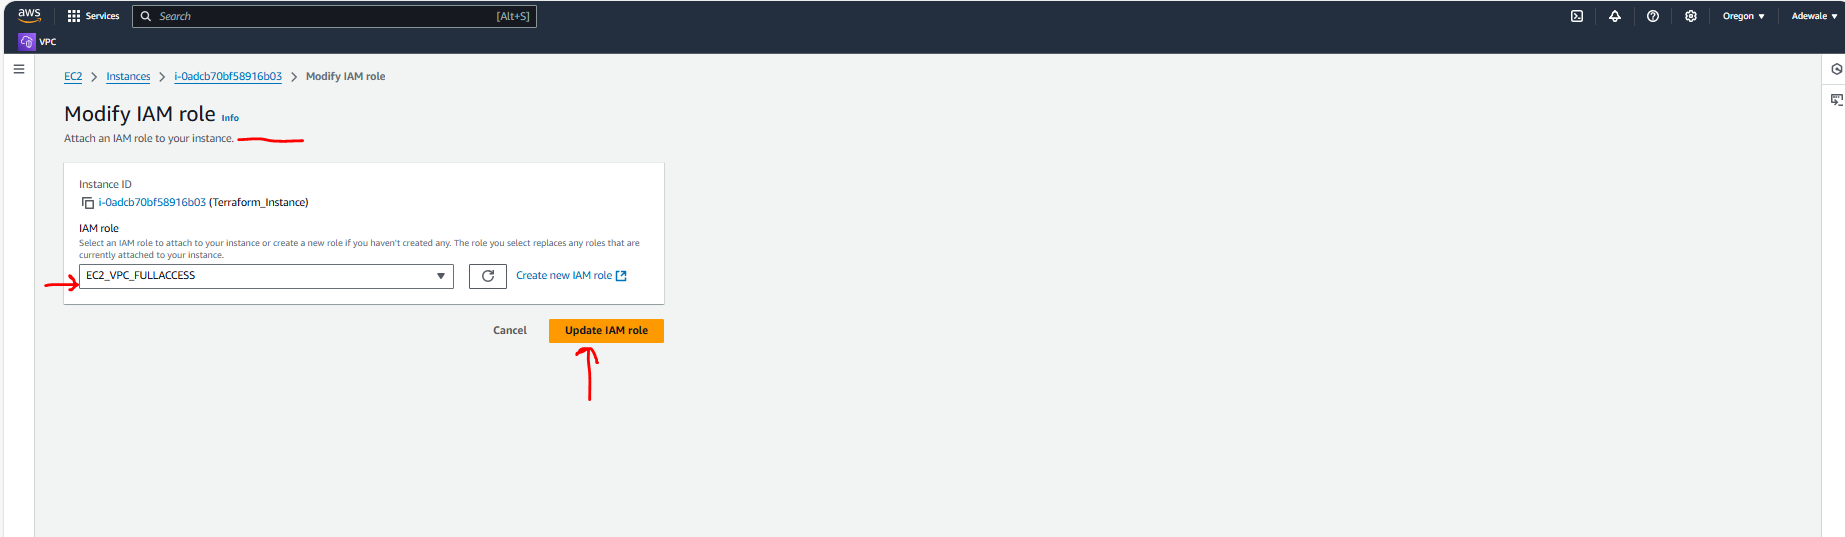 aws
Services
Search
[Alt+S]
Oregon
Adewale
VPC
EC2 > Instances > i-0adcb70bf58916b03 > Modify IAM role
Modify IAM role Info
Attach an IAM role to your instance.
Instance ID
i-0adcb70bf58916b03 (Terraform_Instance)
IAM role
Select an IAM role to attach to your instance or create a new role if you haven't created any. The role you select replaces any roles that are
currently attached to your instance.
EC2_VPC_FULLACCESS
Create new IAM role
Cancel
Update IAM role